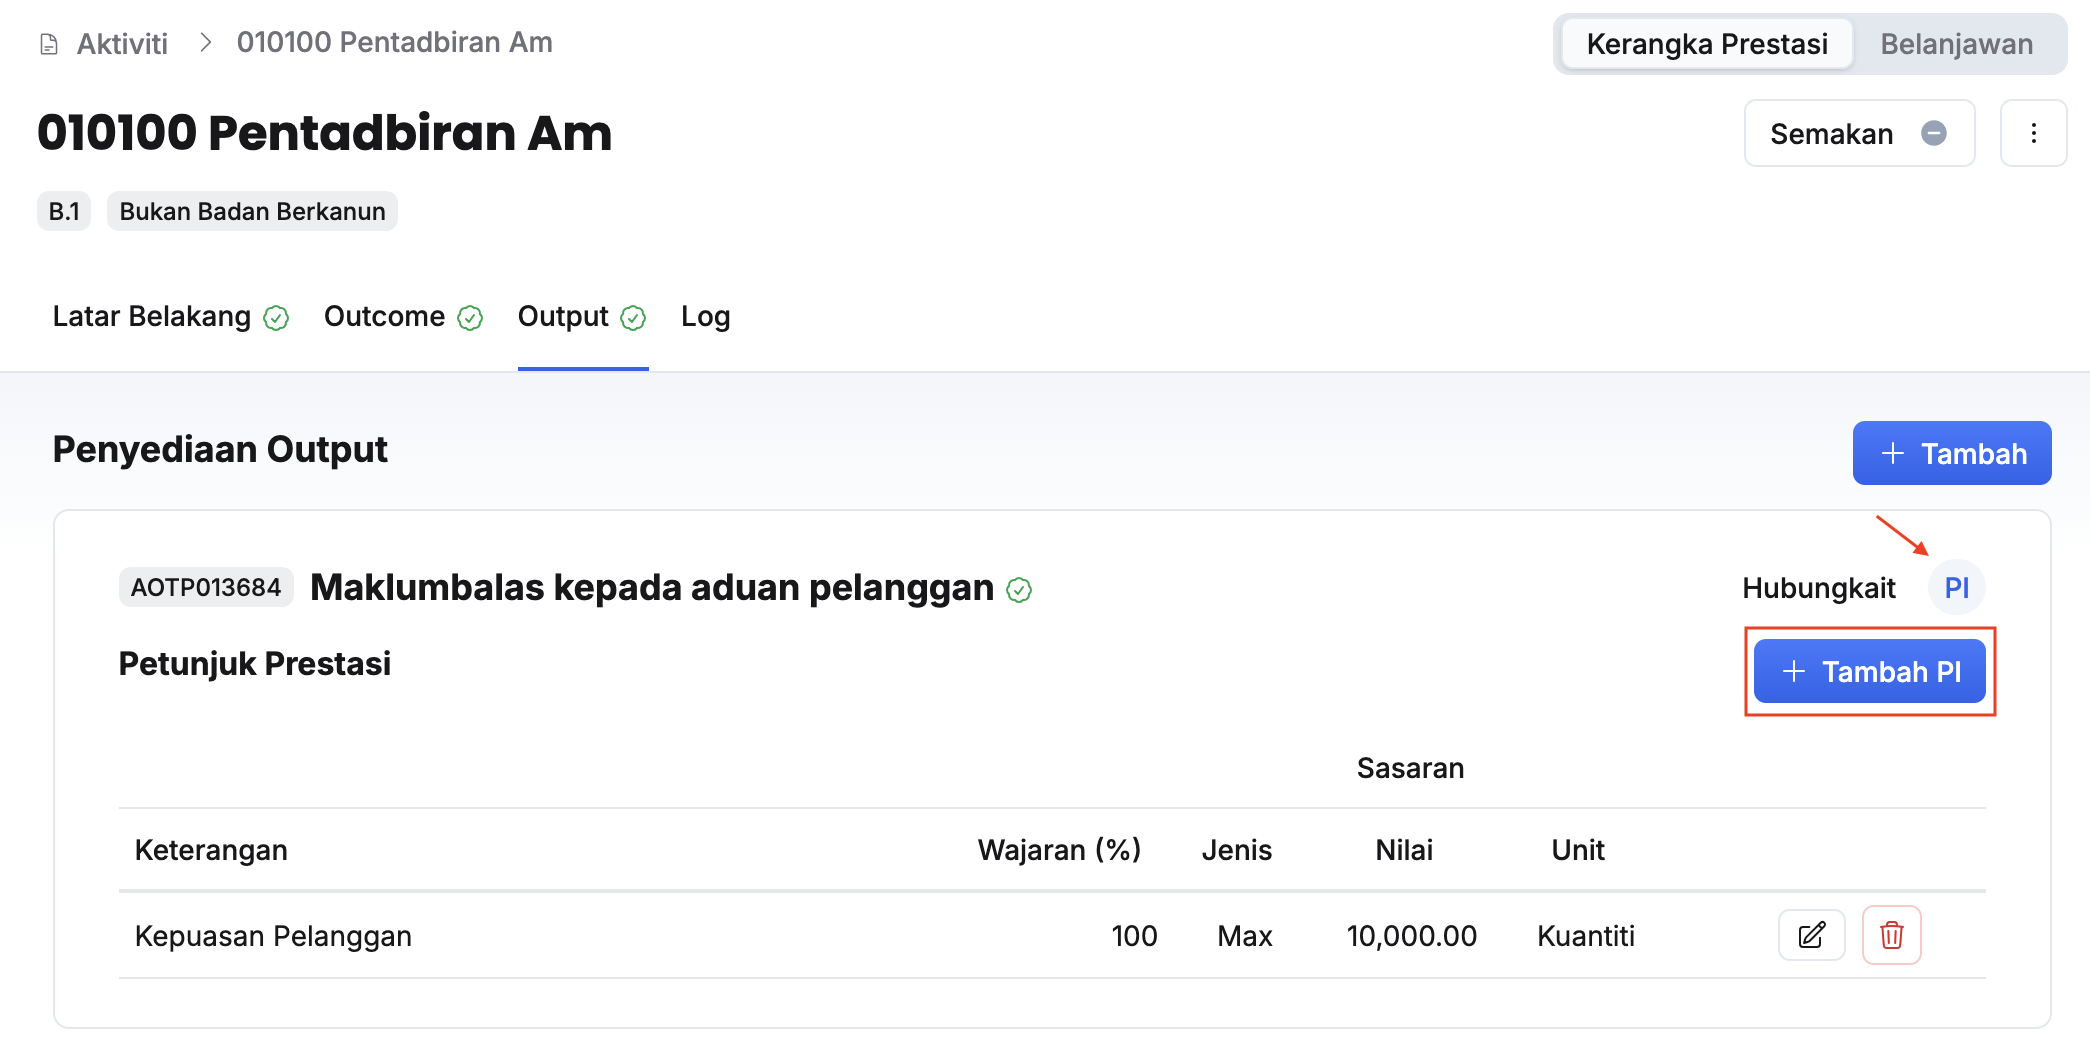 Aktiviti > 010100 Pentadbiran Am
Kerangka Prestasi Belanjawan
010100 Pentadbiran Am
Semakan
B.1 Bukan Badan Berkanun
Latar Belakang Outcome Output Log
Penyediaan Output
+ Tambah
AOTP013684 Maklumbalas kepada aduan pelanggan
Hubungkait PI
Petunjuk Prestasi
+ Tambah PI
Sasaran
Keterangan Wajaran (%) Jenis Nilai Unit
Kepuasan Pelanggan 100 Max 10,000.00 Kuantiti